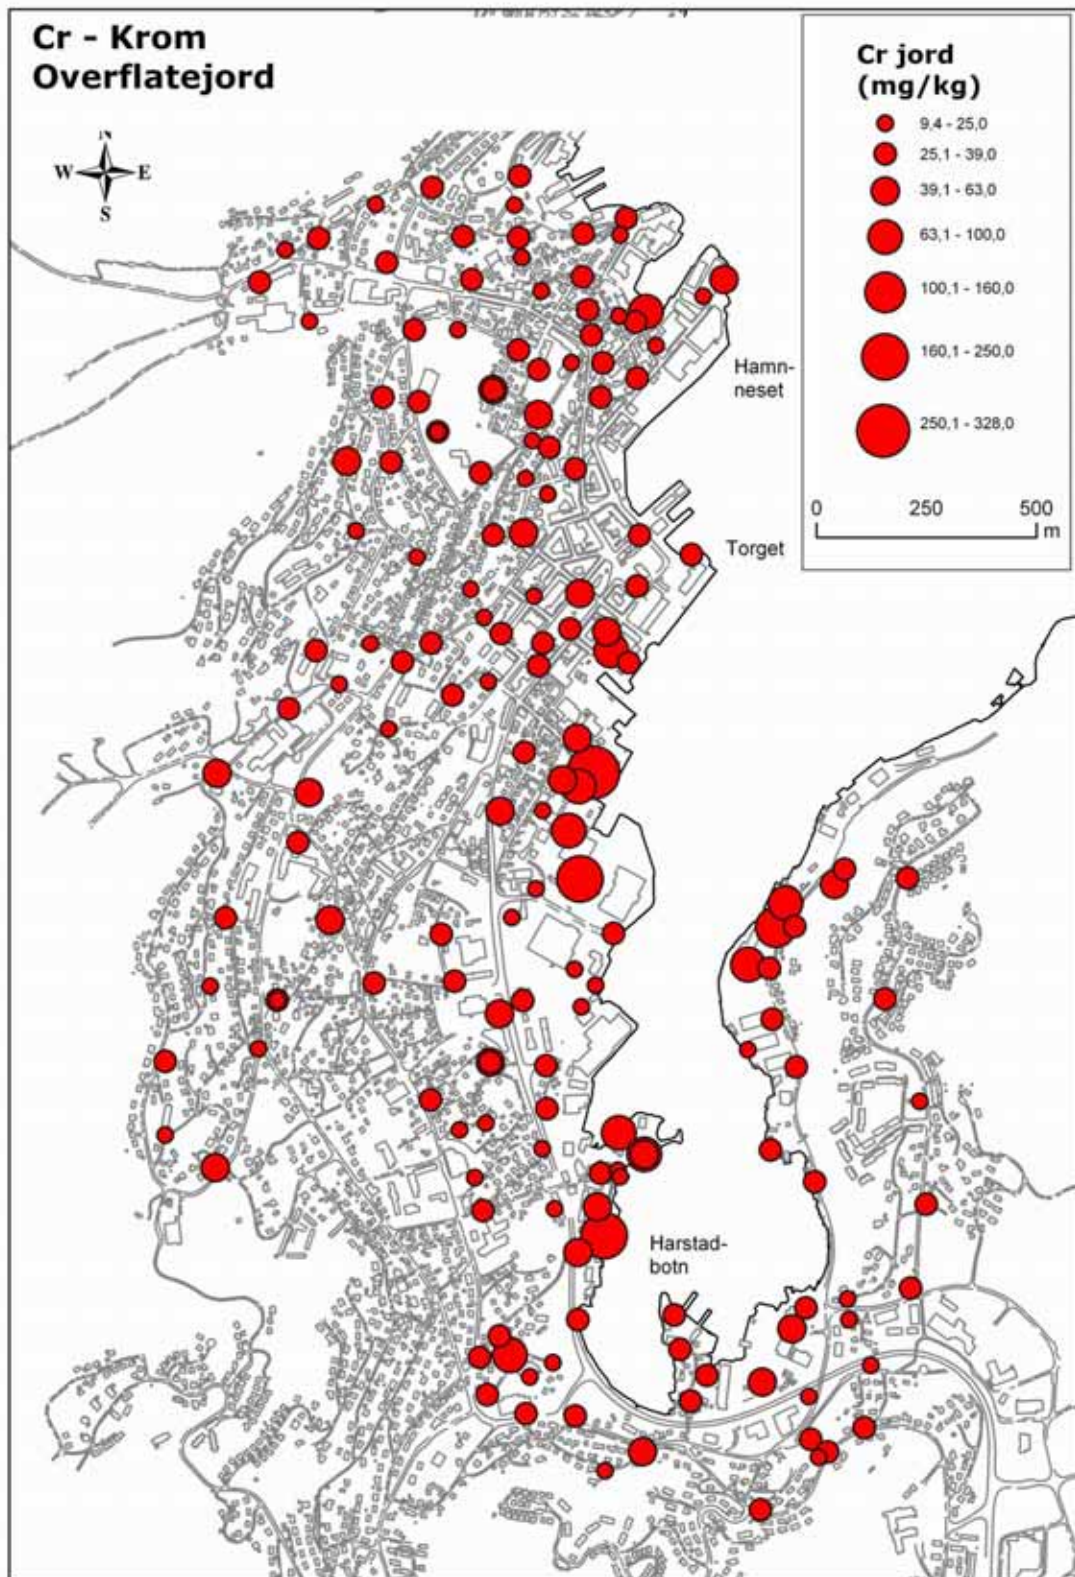 Cr - Krom
Overflatejord
N
W E
S
Cr jord
(mg/kg)
9,4 - 25,0
25,1 - 39,0
39,1 - 63,0
63,1 - 100,0
100,1 - 160,0
160,1 - 250,0
250,1 - 328,0
0 250 500
m
Hamn-
neset
Torget
Harstad-
botn